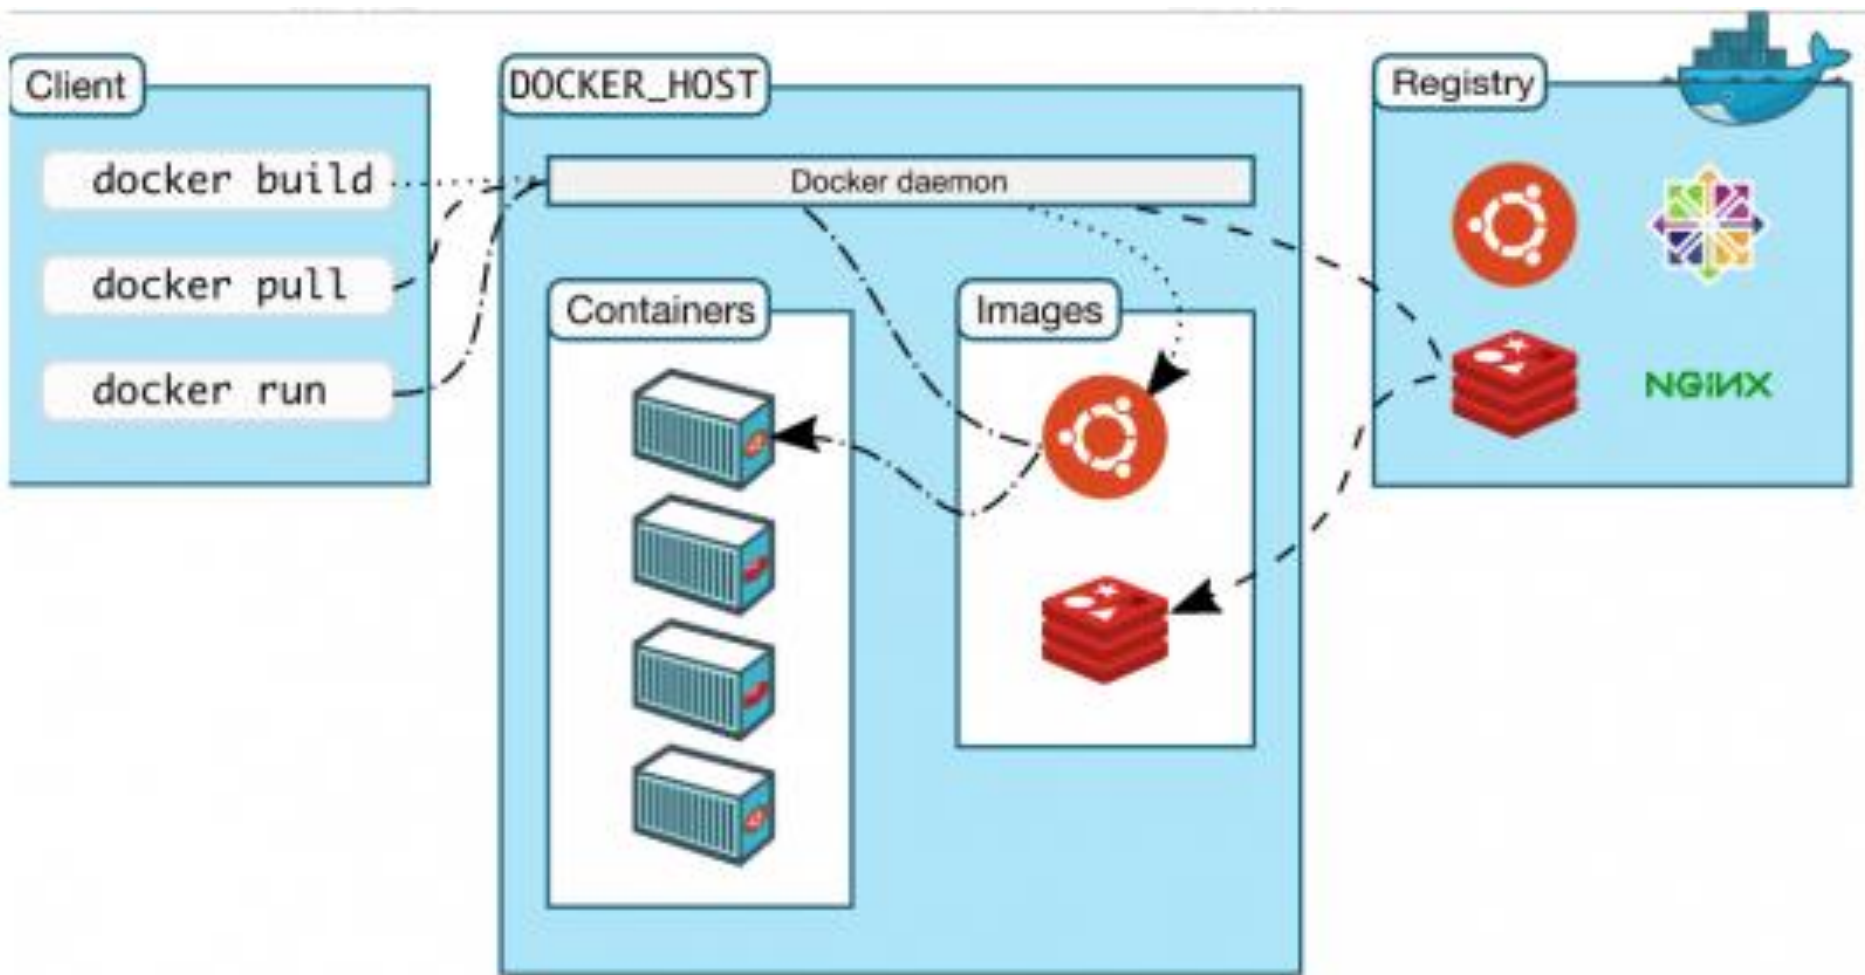 Client
docker build
docker pull
docker run
DOCKER_HOST
Docker daemon
Containers
Images
Registry
NGiNX